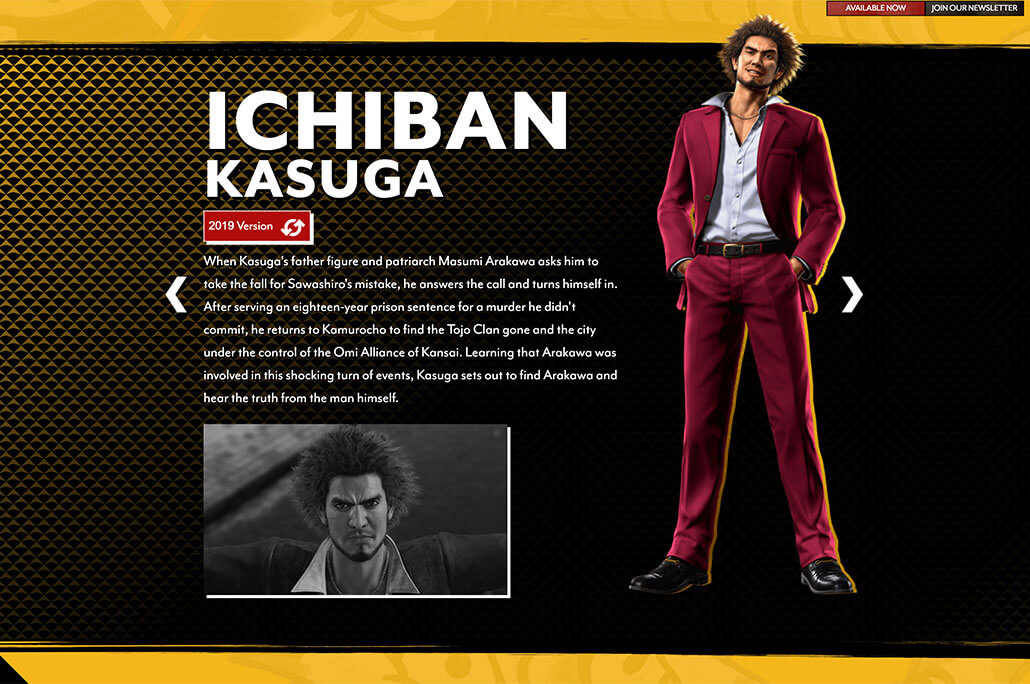 AVAILABLE NOW
JOIN OUR NEWSLETTER
ICHIBAN
KASUGA
2019 Version
When Kasuga's father figure and patriarch Masumi Arakawa asks him to
take the fall for Sawashiro's mistake, he answers the call and turns himself in.
After serving an eighteen-year prison sentence for a murder he didn't
commit, he returns to Kamurocho to find the Tojo Clan gone and the city
under the control of the Omi Alliance of Kansai. Learning that Arakawa was
involved in this shocking turn of events, Kasuga sets out to find Arakawa and
hear the truth from the man himself.